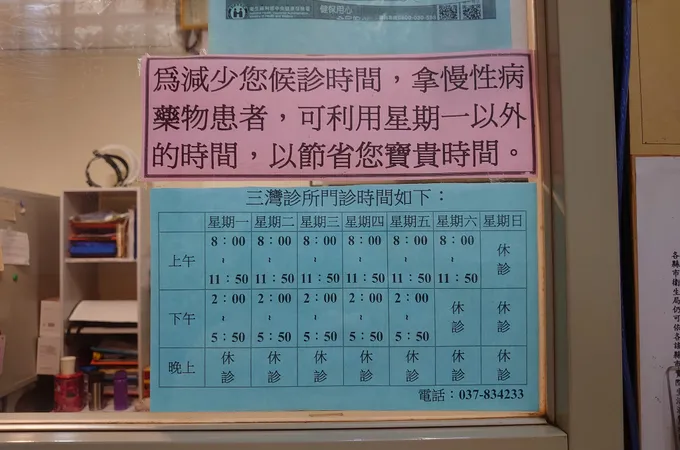 健保用心
為減少您候診時間，拿慢性病
藥物患者，可利用星期一以外
的時間，以節省您寶貴時間。
三灣診所門診時間如下：
星期一 星期二 星期三 星期四 星期五 星期六 星期日
上午 8：00~11：50 8：00~11：50 8：00~11：50 8：00~11：50 8：00~11：50 8：00~11：50 休診
下午 2：00~5：50 2：00~5：50 2：00~5：50 2：00~5：50 2：00~5：50 休診 休診
晚上 休診 休診 休診 休診 休診 休診 休診
電話：037-834233